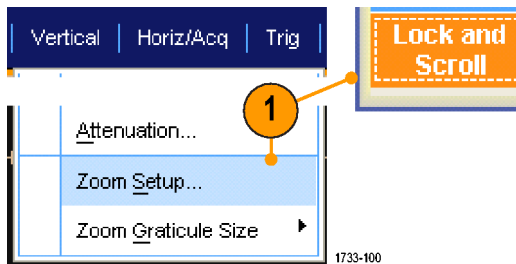 Vertical | Horiz/Acq | Trig |
Lock and
Scroll
1
Attenuation...
Zoom Setup...
Zoom Graticule Size
1733-100